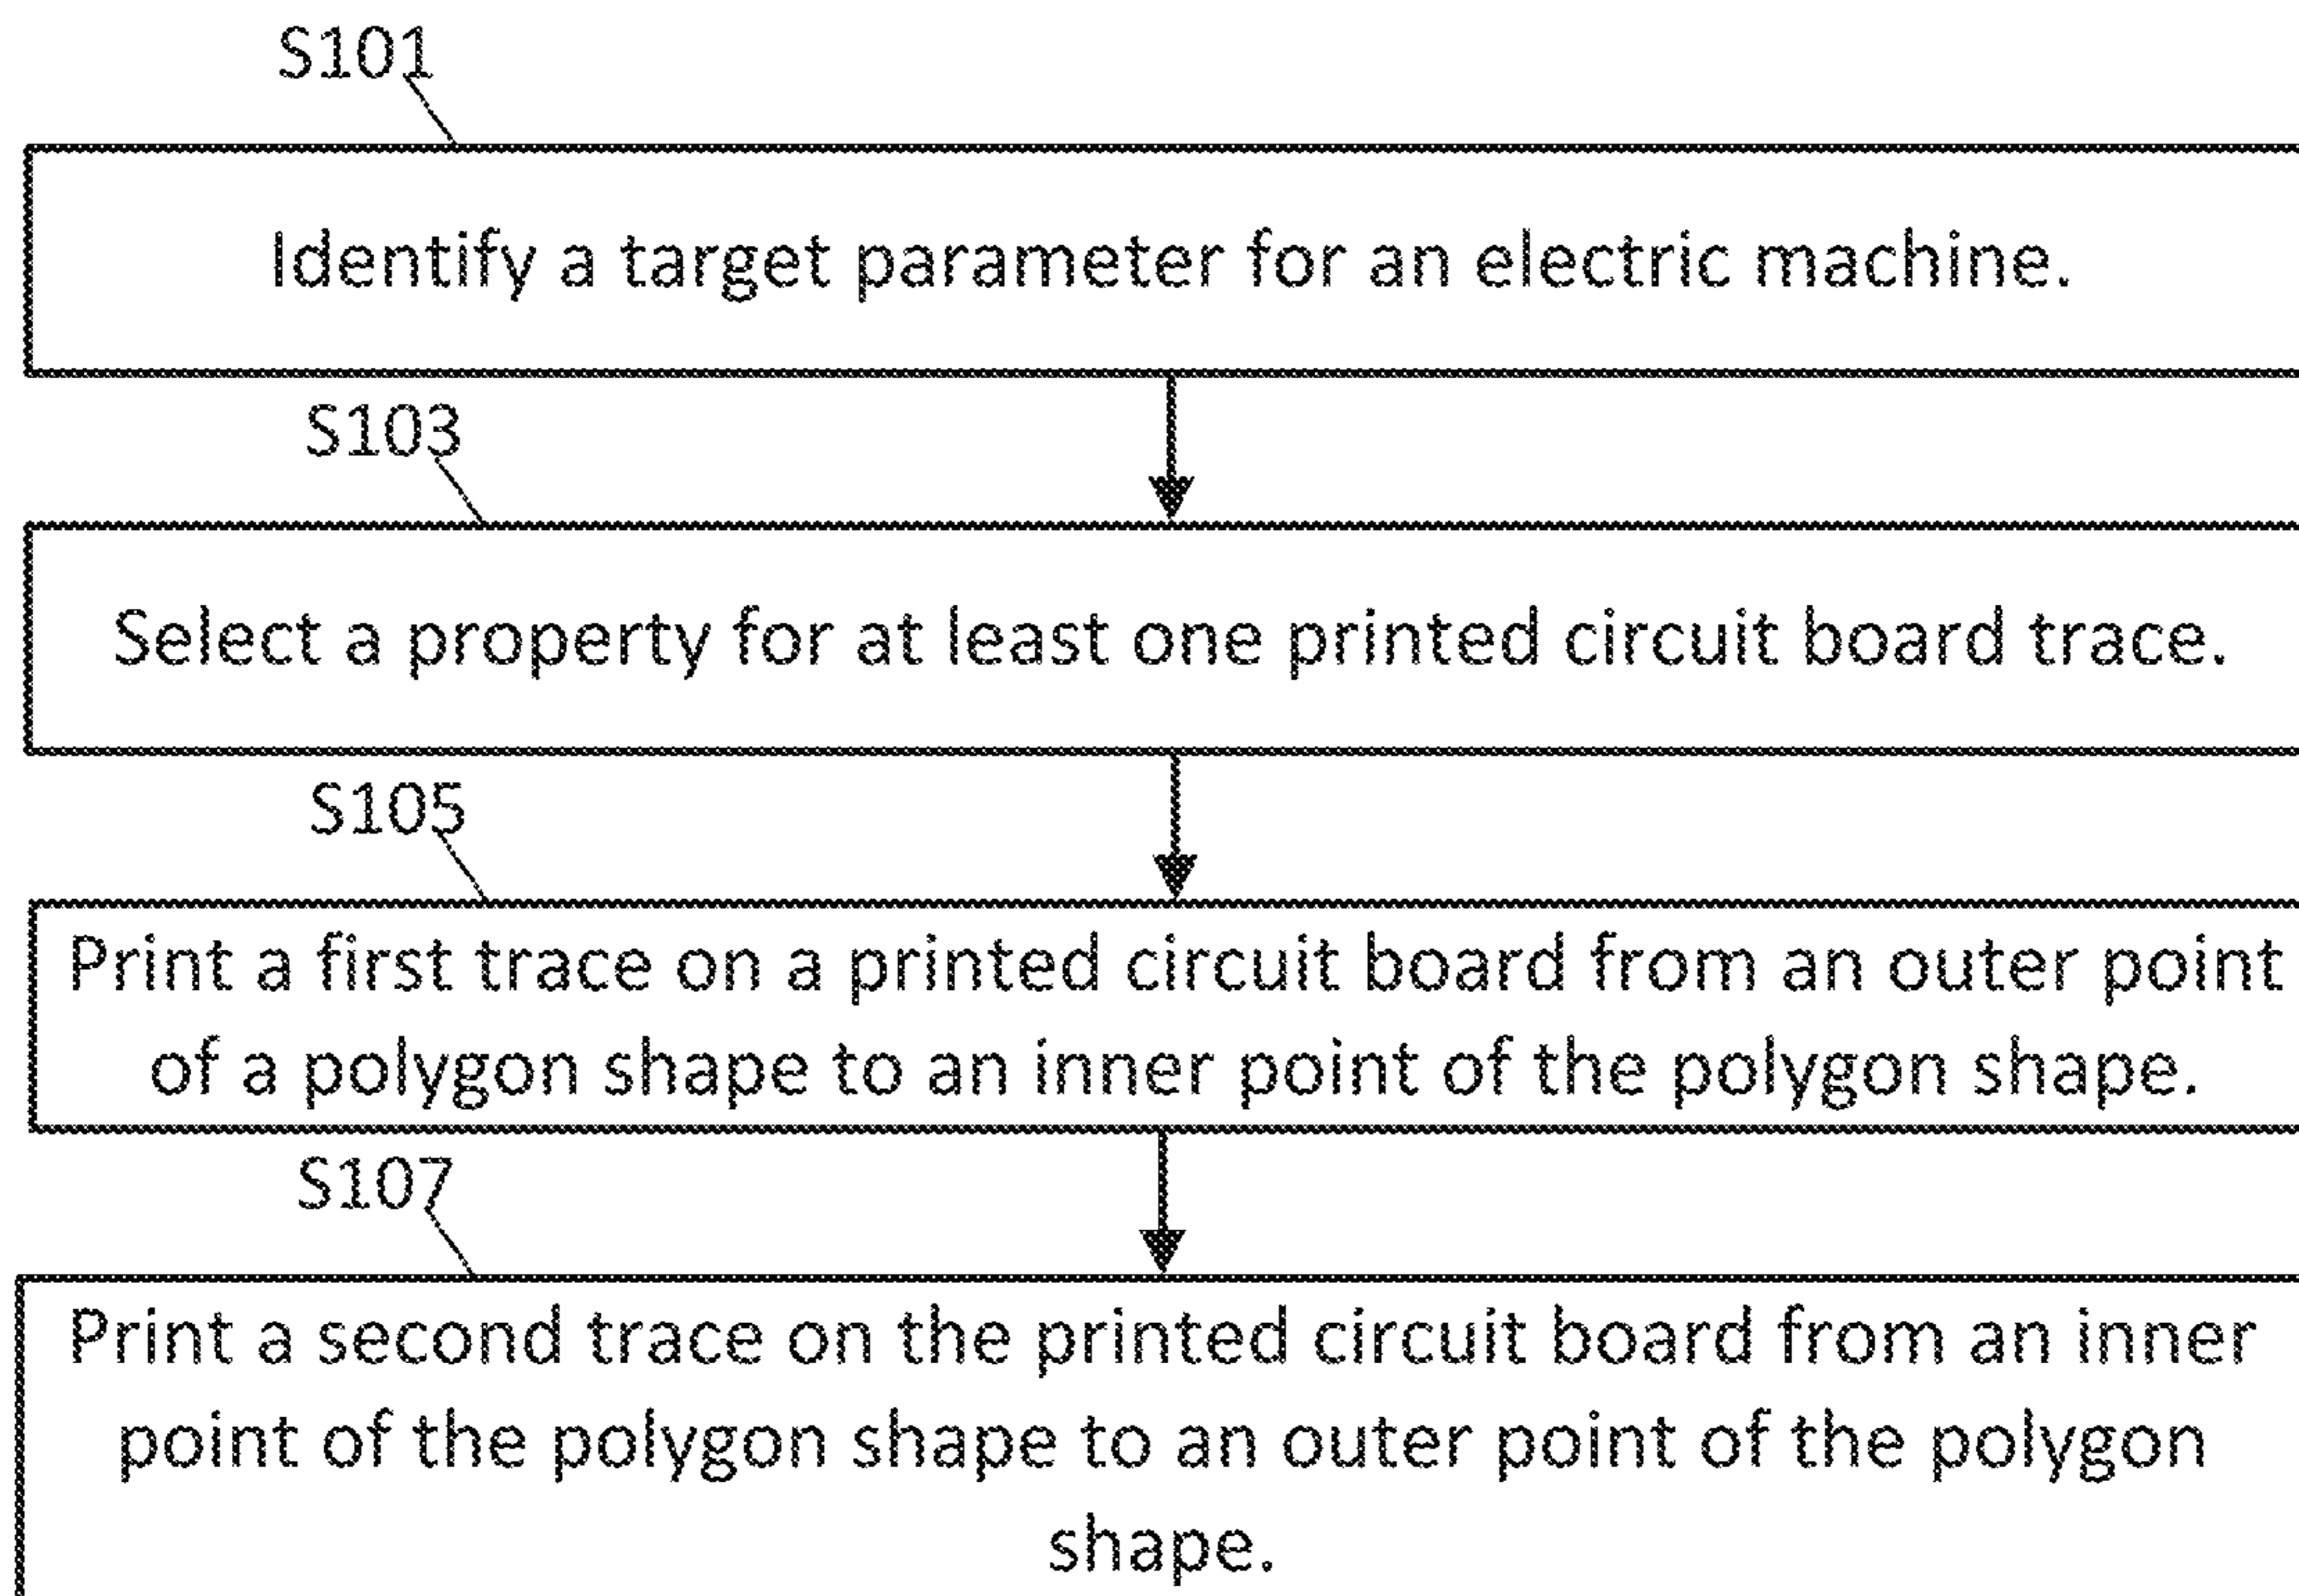 S101
Identify a target parameter for an electric machine.
S103
Select a property for at least one printed circuit board trace.
S105
Print a first trace on a printed circuit board from an outer point
of a polygon shape to an inner point of the polygon shape.
S107
Print a second trace on the printed circuit board from an inner
point of the polygon shape to an outer point of the polygon
shape.